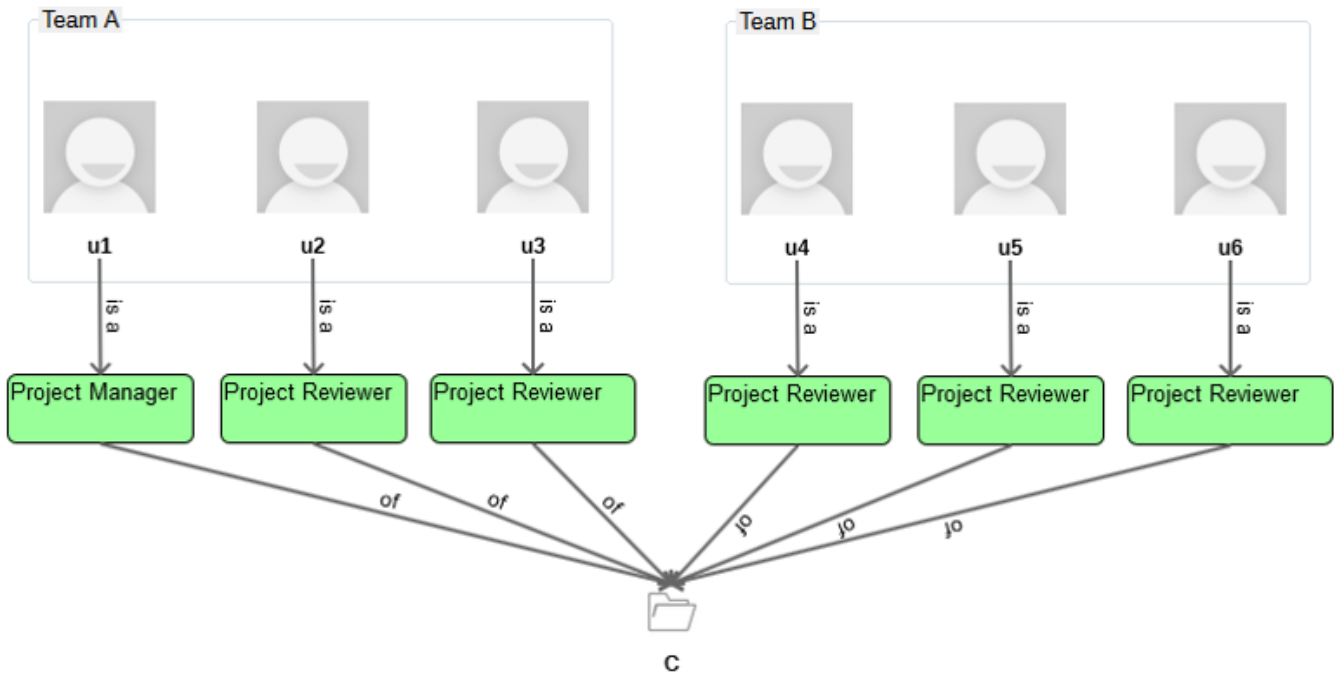 Team A
Team B
u1
u2
u3
u4
u5
u6
is a
is a
is a
is a
is a
is a
Project Manager
Project Reviewer
Project Reviewer
Project Reviewer
Project Reviewer
Project Reviewer
of
of
of
of
of
of
C